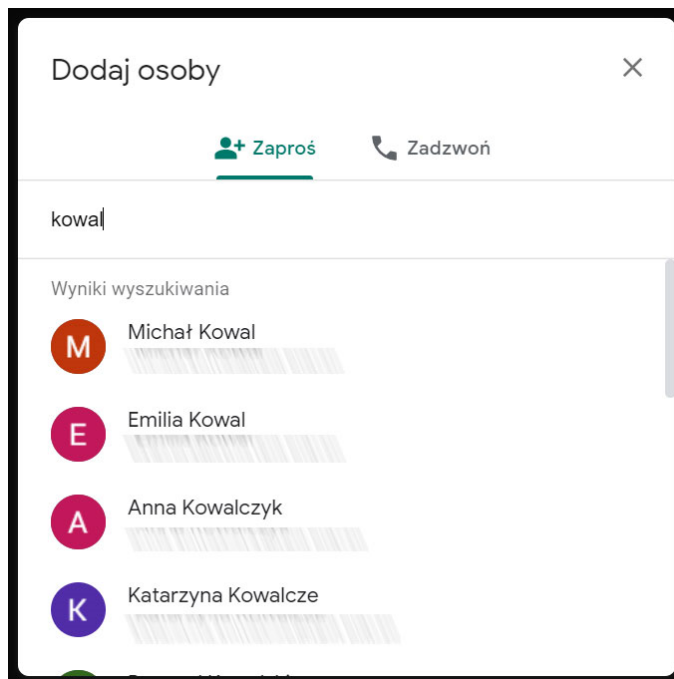 Dodaj osoby
Zaproś Zadzwoń
kowal
Wyniki wyszukiwania
M Michał Kowal
E Emilia Kowal
A Anna Kowalczyk
K Katarzyna Kowalcze